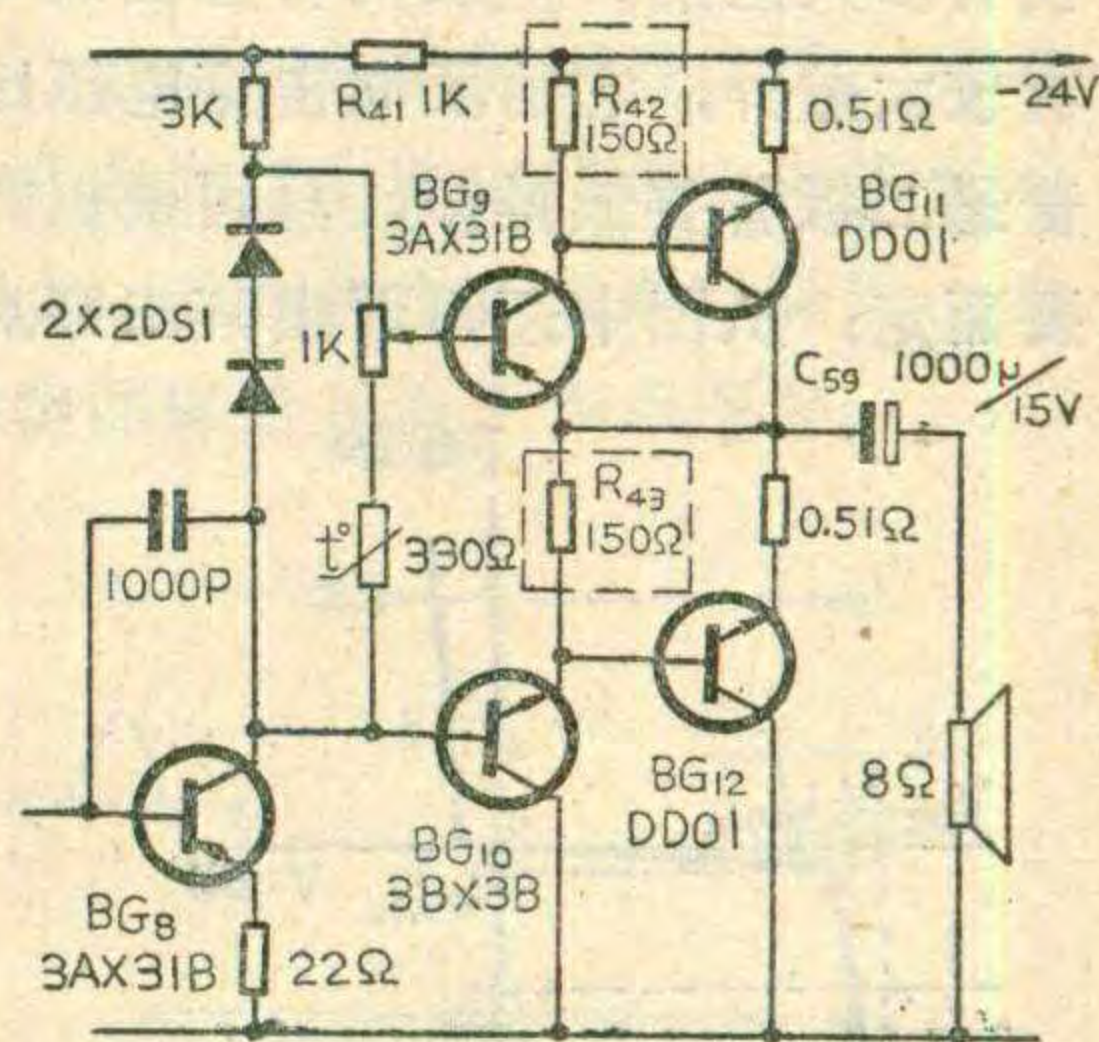 3K
R₄₁ 1K
R₄₂
150Ω
-24V
0.51Ω
BG₉
3AX31B
BG₁₁
DD01
2X2DS1
1K
C₅₉ 1000μ/15V
R₄₃
150Ω
0.51Ω
t°
330Ω
1000P
BG₁₂
DD01
8Ω
BG₁₀
3BX3B
BG₈
3AX31B
22Ω